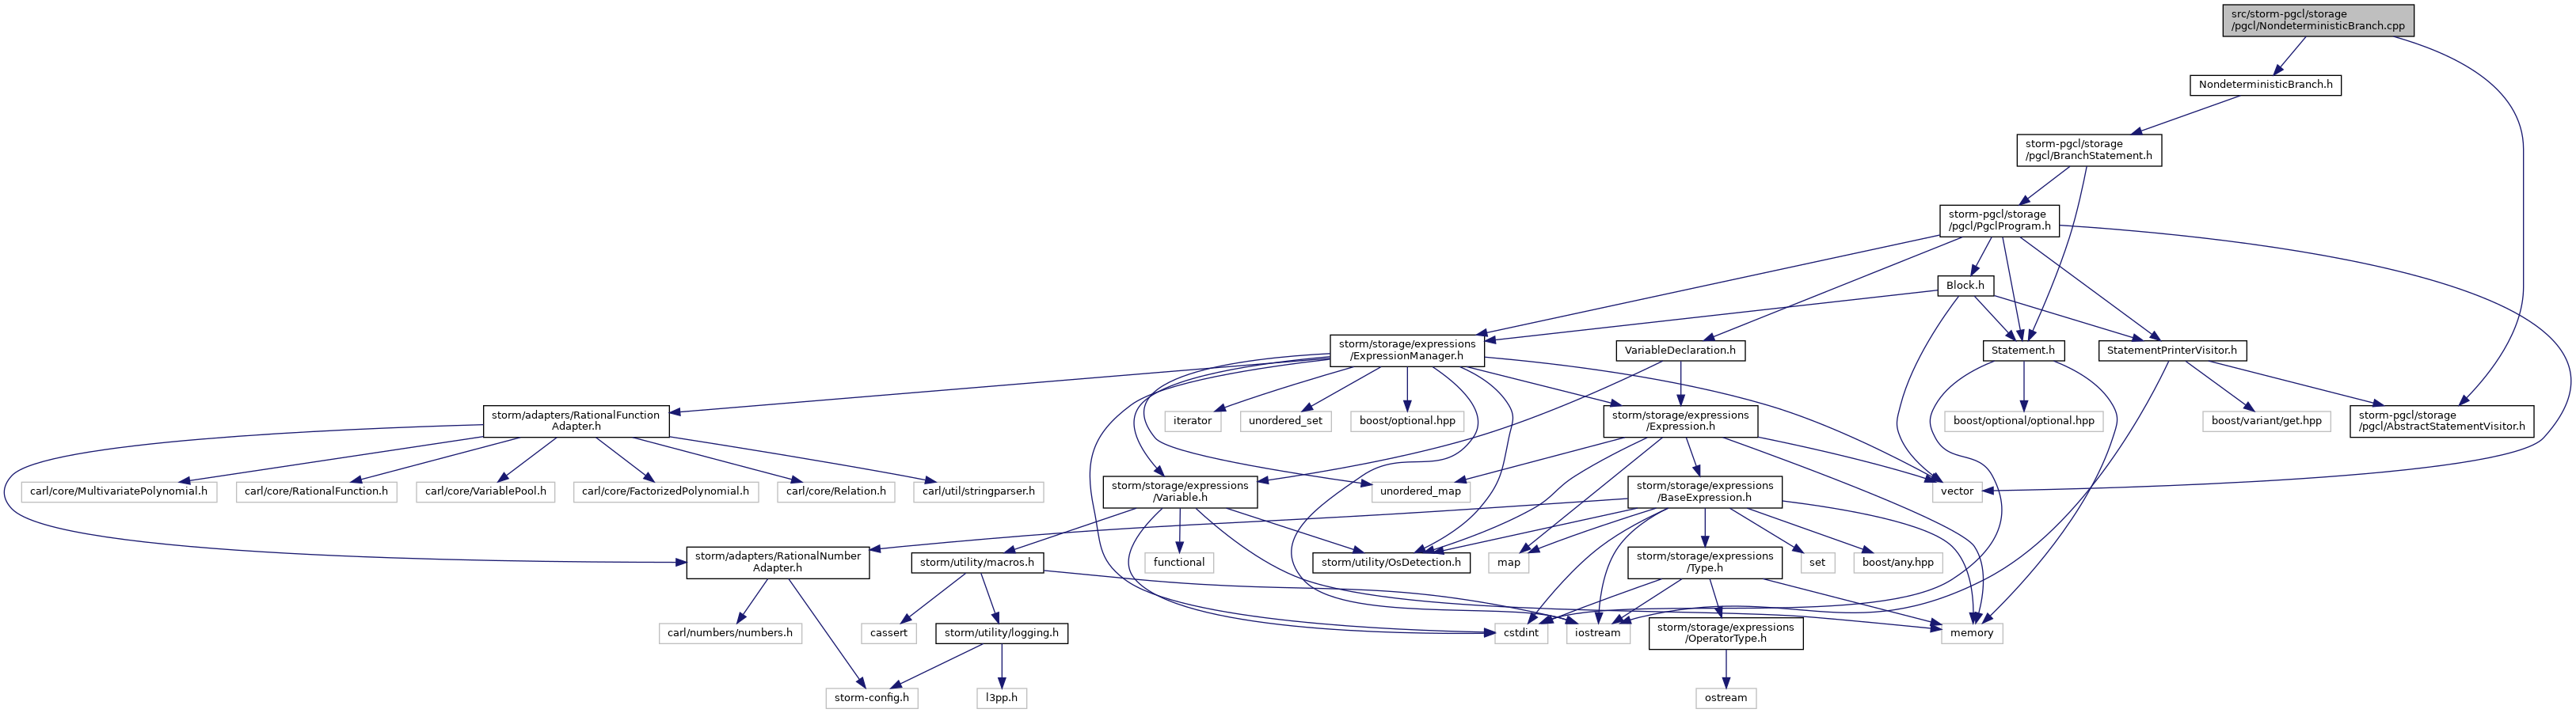 src/storm-pgcl/storage
/pgcl/NondeterministicBranch.cpp
NondeterministicBranch.h
storm-pgcl/storage
/pgcl/BranchStatement.h
storm-pgcl/storage
/pgcl/PgclProgram.h
Block.h
storm/storage/expressions
/ExpressionManager.h
VariableDeclaration.h
Statement.h
StatementPrinterVisitor.h
storm/adapters/RationalFunction
Adapter.h
iterator
unordered_set
boost/optional.hpp
storm/storage/expressions
/Expression.h
boost/optional/optional.hpp
boost/variant/get.hpp
storm-pgcl/storage
/pgcl/AbstractStatementVisitor.h
carl/core/MultivariatePolynomial.h
carl/core/RationalFunction.h
carl/core/VariablePool.h
carl/core/FactorizedPolynomial.h
carl/core/Relation.h
carl/util/stringparser.h
storm/storage/expressions
/Variable.h
unordered_map
storm/storage/expressions
/BaseExpression.h
vector
storm/adapters/RationalNumber
Adapter.h
storm/utility/macros.h
functional
storm/utility/OsDetection.h
map
storm/storage/expressions
/Type.h
set
boost/any.hpp
carl/numbers/numbers.h
cassert
storm/utility/logging.h
cstdint
iostream
storm/storage/expressions
/OperatorType.h
memory
storm-config.h
l3pp.h
ostream